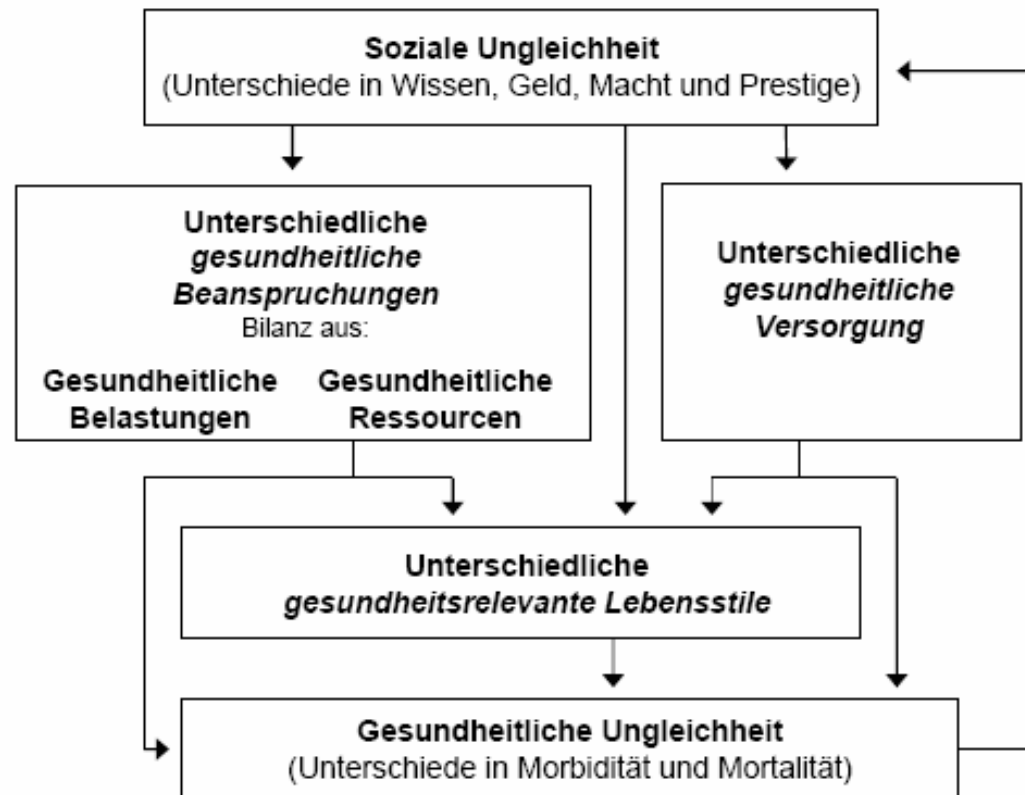 Soziale Ungleichheit
(Unterschiede in Wissen, Geld, Macht und Prestige)
Unterschiedliche
gesundheitliche
Beanspruchungen
Bilanz aus:
Gesundheitliche
Belastungen
Gesundheitliche
Ressourcen
Unterschiedliche
gesundheitliche
Versorgung
Unterschiedliche
gesundheitsrelevante Lebensstile
Gesundheitliche Ungleichheit
(Unterschiede in Morbidität und Mortalität)